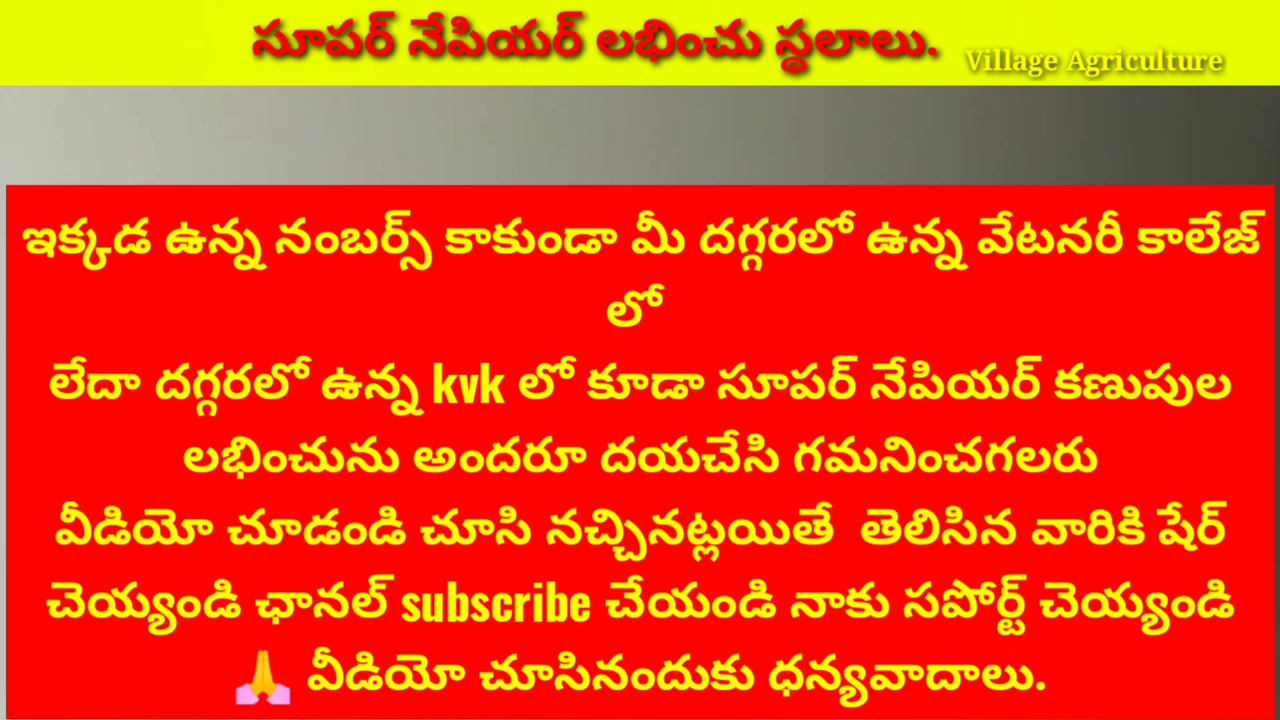 సూపర్ నేపియర్ లభించు స్థలాలు.
Village Agriculture
ఇక్కడ ఉన్న నంబర్స్ కాకుండా మీ దగ్గరలో ఉన్న వేటనరీ కాలేజ్
లో
లేదా దగ్గరలో ఉన్న kvk లో కూడా సూపర్ నేపియర్ కణుపుల
లభించును అందరూ దయచేసి గమనించగలరు
వీడియో చూడండి చూసి నచ్చినట్లయితే తెలిసిన వారికి షేర్
చెయ్యండి ఛానల్ subscribe చేయండి నాకు సపోర్ట్ చెయ్యండి
🙏 వీడియో చూసినందుకు ధన్యవాదాలు.